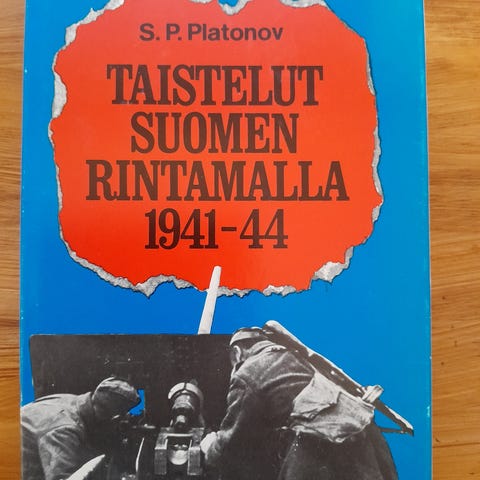 S. P. Platonov
TAISTELUT
SUOMEN
RINTAMALLA
1941-44